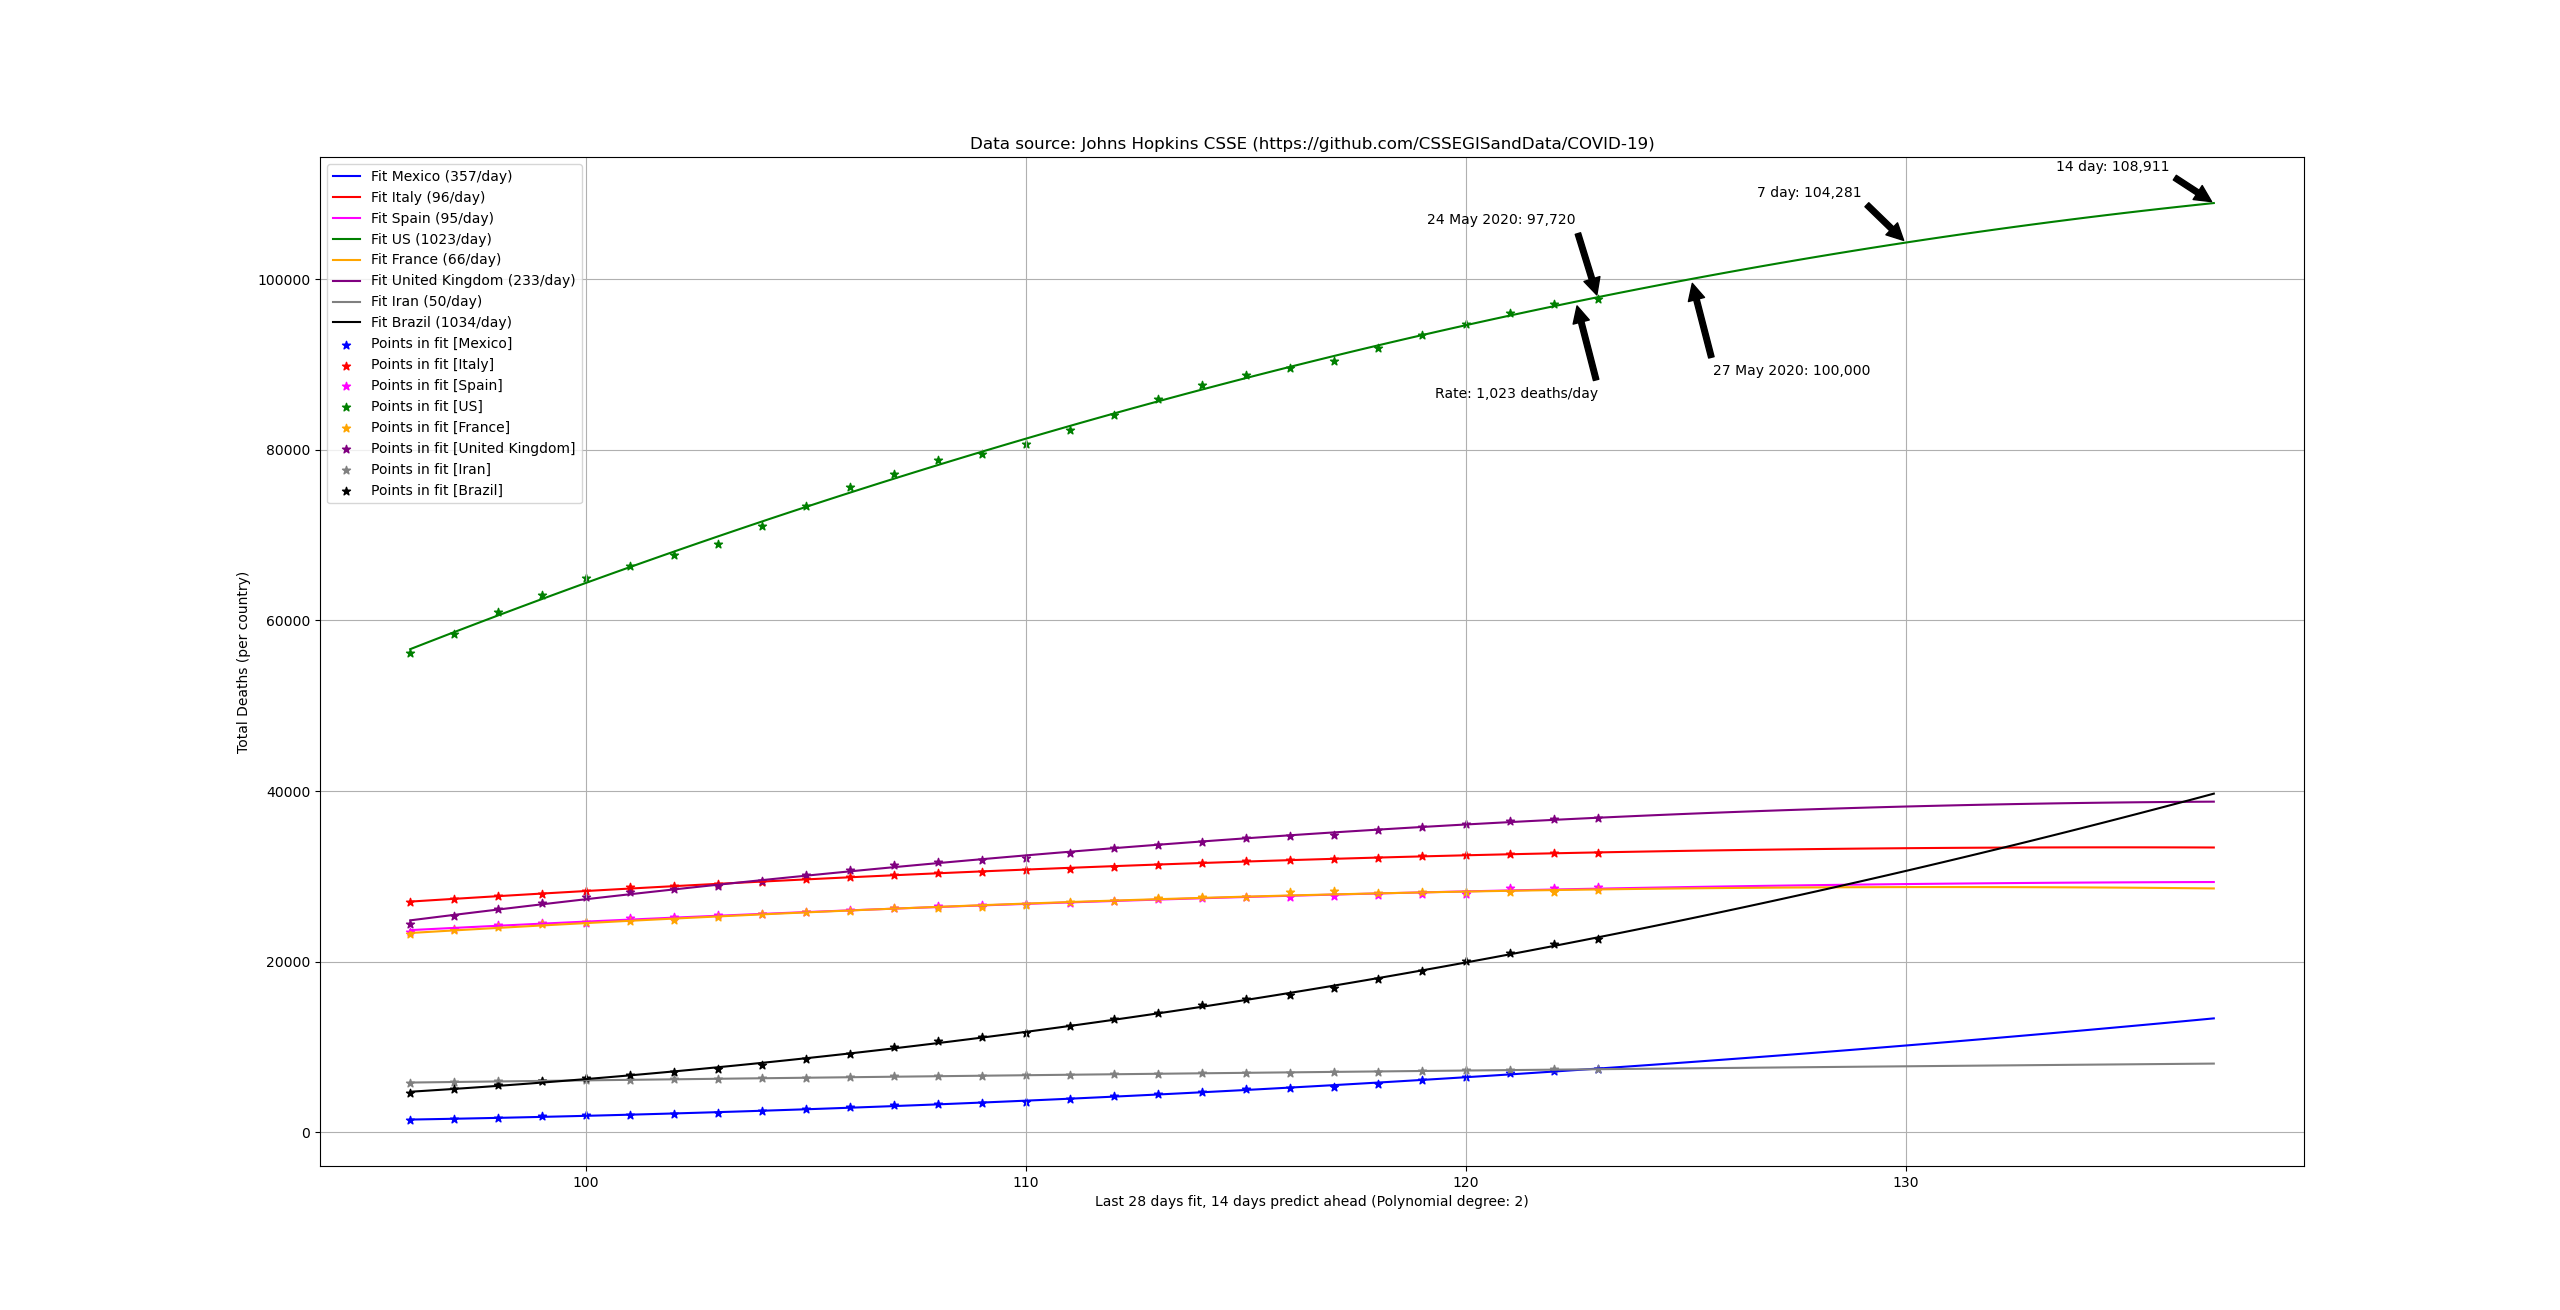 Data source: Johns Hopkins CSSE (https://github.com/CSSEGISandData/COVID-19)
Fit Mexico (357/day)
Fit Italy (96/day)
Fit Spain (95/day)
Fit US (1023/day)
Fit France (66/day)
Fit United Kingdom (233/day)
Fit Iran (50/day)
Fit Brazil (1034/day)
Points in fit [Mexico]
Points in fit [Italy]
Points in fit [Spain]
Points in fit [US]
Points in fit [France]
Points in fit [United Kingdom]
Points in fit [Iran]
Points in fit [Brazil]
14 day: 108,911
7 day: 104,281
24 May 2020: 97,720
27 May 2020: 100,000
Rate: 1,023 deaths/day
Total Deaths (per country)
100000
80000
60000
40000
20000
0
100
110
120
130
Last 28 days fit, 14 days predict ahead (Polynomial degree: 2)